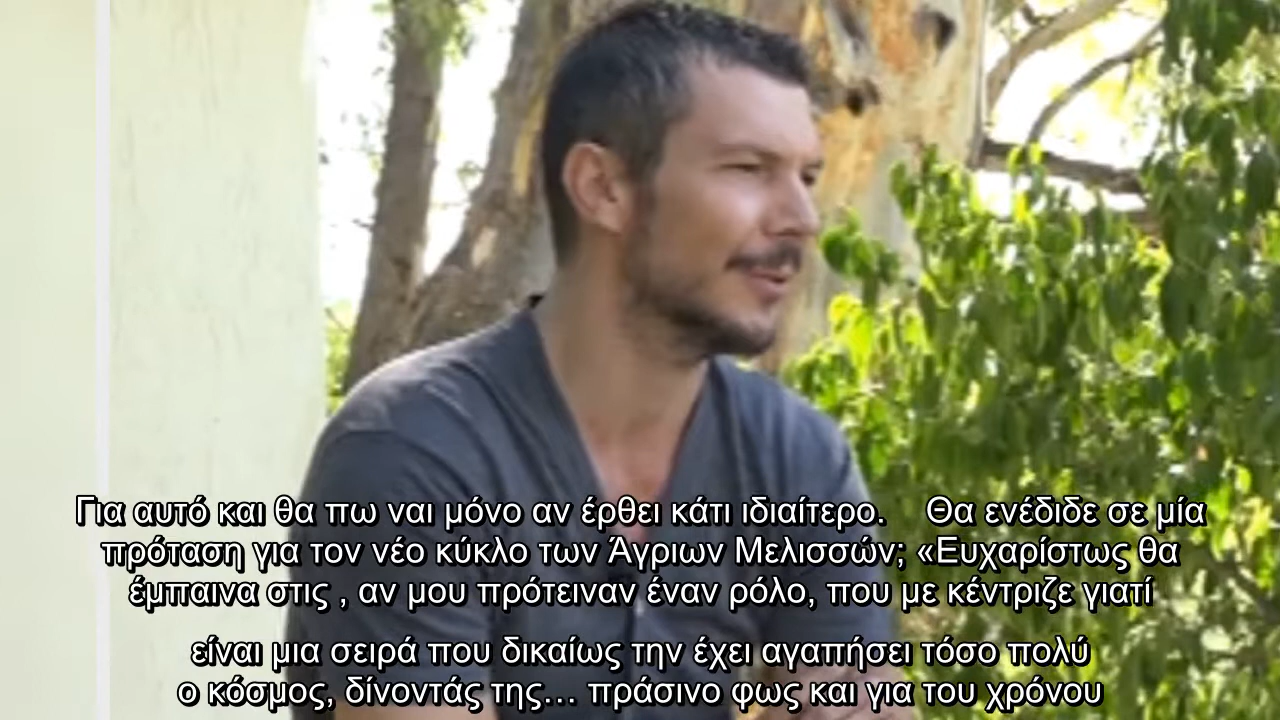 Για αυτό και θα πω ναι μόνο αν έρθει κάτι ιδιαίτερο. Θα ενέδιδε σε μία
πρόταση για τον νέο κύκλο των Άγριων Μελισσών; «Ευχαρίστως θα
έμπαινα στις , αν μου πρότειναν έναν ρόλο, που με κέντριζε γιατί
είναι μια σειρά που δικαίως την έχει αγαπήσει τόσο πολύ
ο κόσμος, δίνοντάς της… πράσινο φως και για του χρόνου